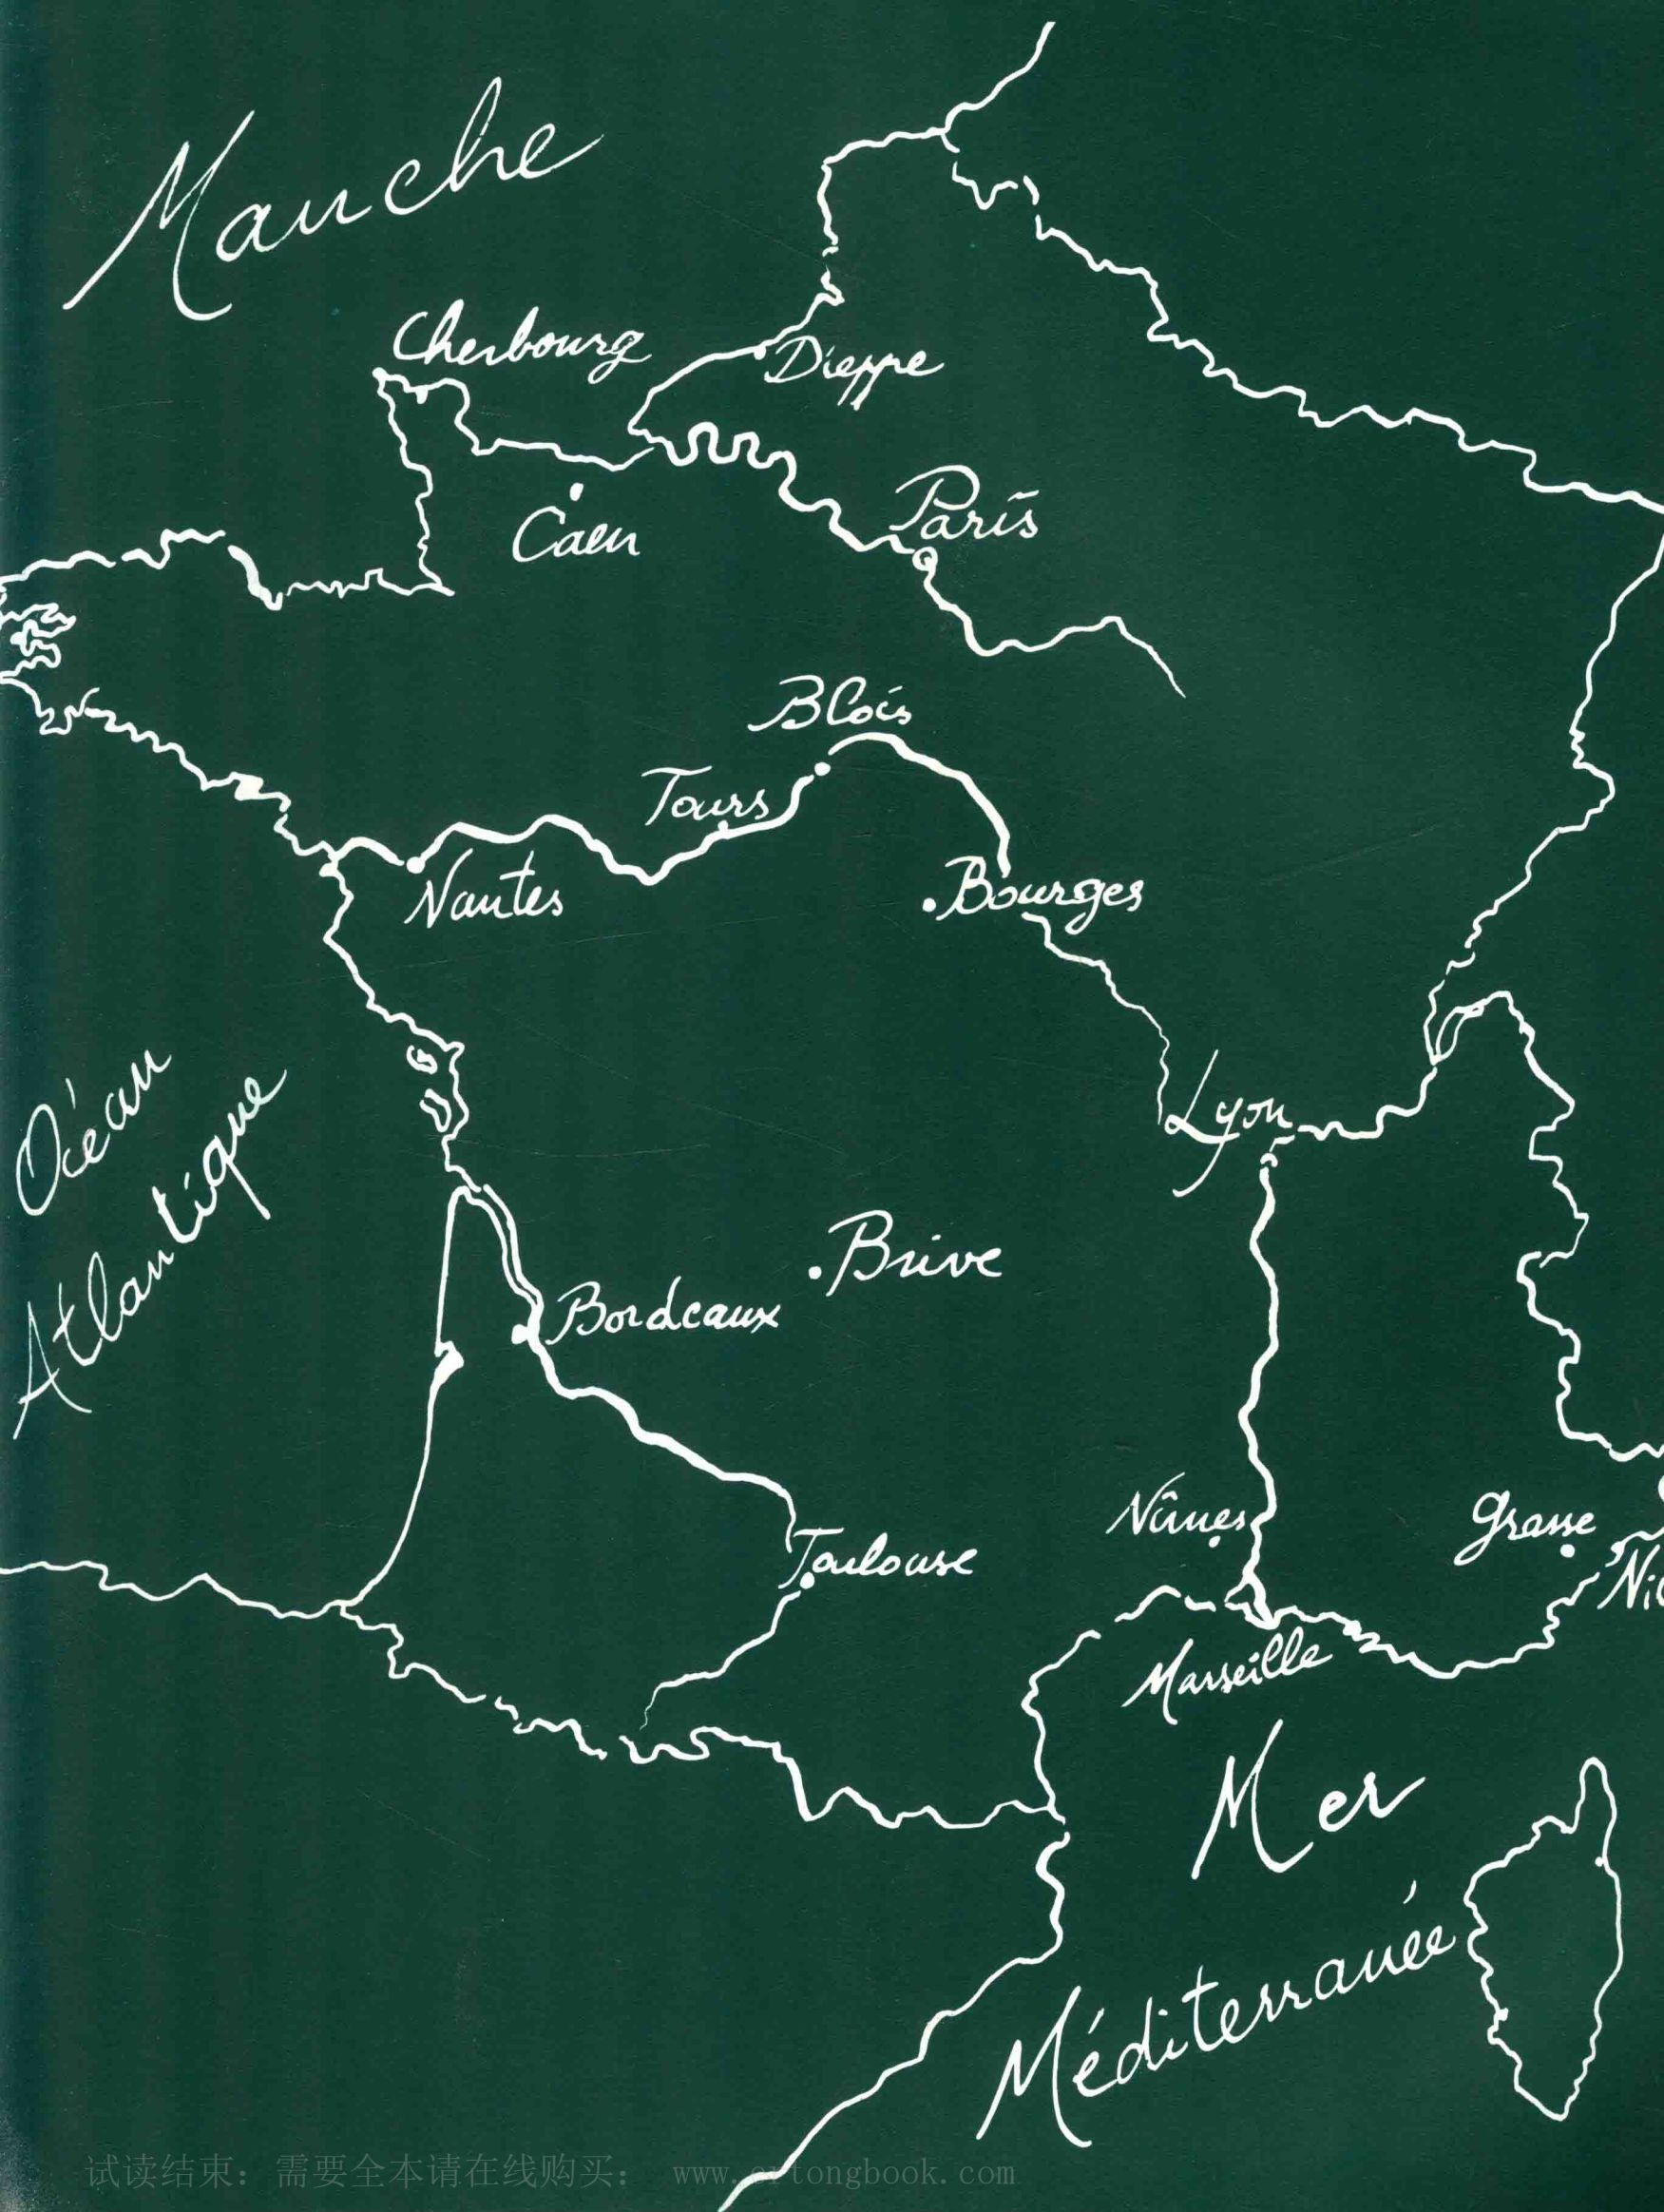 Manche
Cherbourg
Dieppe
Paris
Caen
Blois
Tours
Nantes
Bourges
Océan
Atlantique
Lyon
Brive
Bordeaux
Nîmes
Grasse
Toulouse
Nic
Marseille
Mer
Méditerranée
试读结束：需要全本请在线购买： www.ertongbook.com